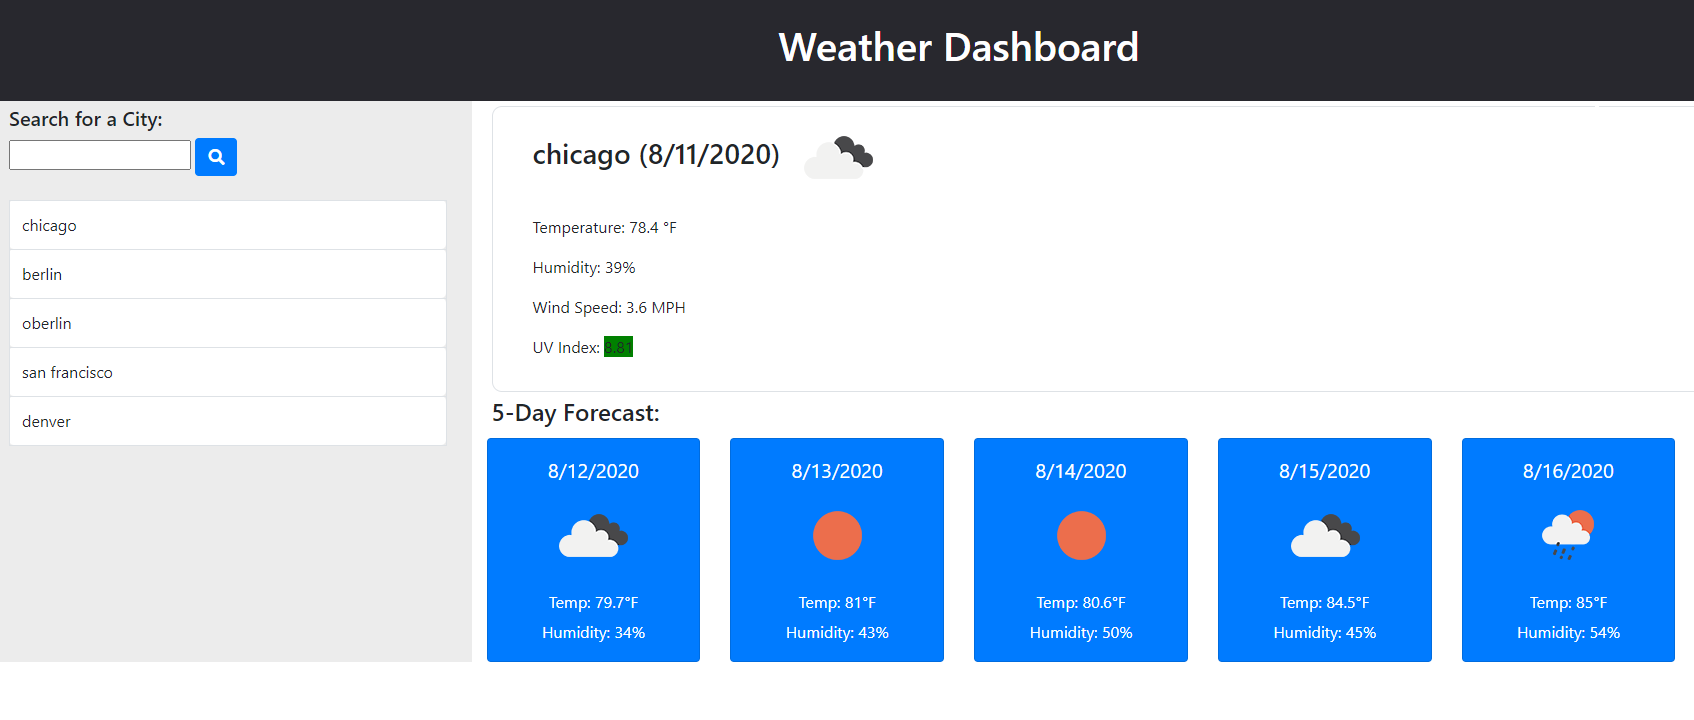 Weather Dashboard
Search for a City:
chicago
berlin
oberlin
san francisco
denver
chicago (8/11/2020)
Temperature: 78.4 °F
Humidity: 39%
Wind Speed: 3.6 MPH
UV Index: 8.81
5-Day Forecast:
8/12/2020
Temp: 79.7°F
Humidity: 34%
8/13/2020
Temp: 81°F
Humidity: 43%
8/14/2020
Temp: 80.6°F
Humidity: 50%
8/15/2020
Temp: 84.5°F
Humidity: 45%
8/16/2020
Temp: 85°F
Humidity: 54%